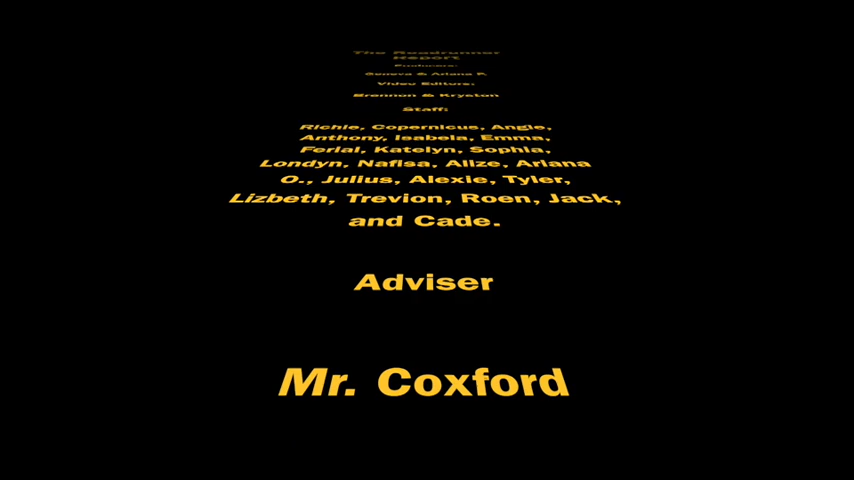 The Roadrunner
Report
Geneva & Ariana P.
Video Editors:
Brennon & Kryston
Staff:
Richie, Copernicus, Angie,
Anthony, Isabela, Emma,
Ferial, Katelyn, Sophia,
Londyn, Nafisa, Alize, Ariana
O., Julius, Alexie, Tyler,
Lizbeth, Trevion, Roen, Jack,
and Cade.
Adviser
Mr. Coxford